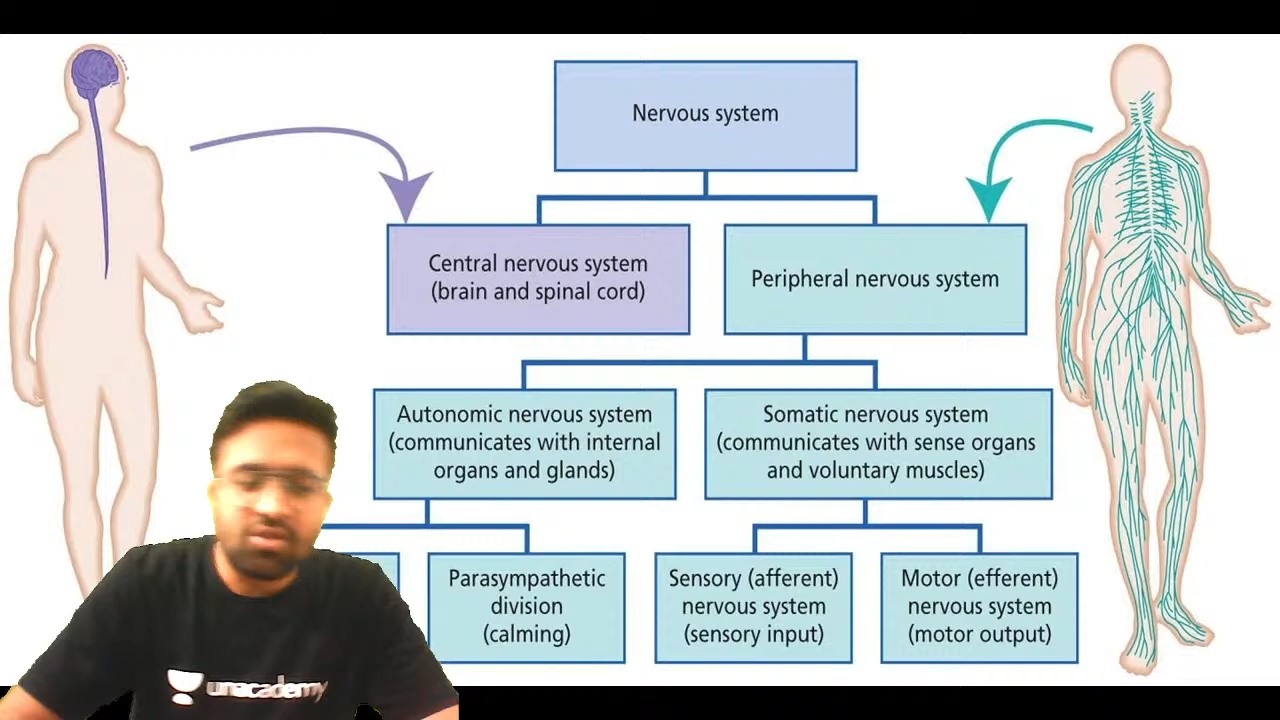 Nervous system
Central nervous system
(brain and spinal cord)
Peripheral nervous system
Autonomic nervous system
(communicates with internal
organs and glands)
Somatic nervous system
(communicates with sense organs
and voluntary muscles)
Parasympathetic
division
(calming)
Sensory (afferent)
nervous system
(sensory input)
Motor (efferent)
nervous system
(motor output)
unacademy